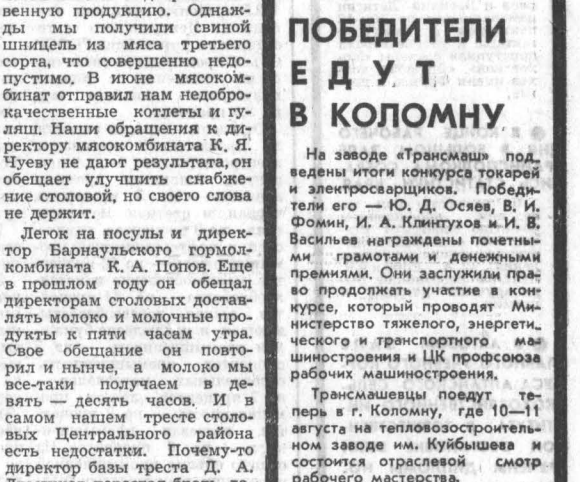 венную продукцию. Однаж-
ды мы получили свиной
шницель из мяса третьего
сорта, что совершенно недо-
пустимо. В июне мясоком-
бинат отправил нам недобро-
качественные котлеты и гу-
ляш. Наши обращения к ди-
ректору мясокомбината К. Я.
Чуеву не дают результата, он
обещает улучшить снабже-
ние столовой, но своего слова
не держит.
Легок на посулы и дирек-
тор Барнаульского гормол-
комбината К. А. Попов. Еще
в прошлом году он обещал
директорам столовых достав-
лять молоко и молочные про-
дукты к пяти часам утра.
Свое обещание он повто-
рил и нынче, а молоко мы
все-таки получаем в де-
вять — десять часов. И в
самом нашем тресте столо-
вых Центрального района
есть недостатки. Почему-то
директор базы треста Д. А.
ПОБЕДИТЕЛИ
ЕДУТ
В КОЛОМНУ
На заводе «Трансмаш» под-
ведены итоги конкурса токарей
и электросварщиков. Победи-
тели его — Ю. Д. Осяев, В. И.
Фомин, И. А. Клинтухов и И. В.
Васильев награждены почетны-
ми грамотами и денежными
премиями. Они заслужили пра-
во продолжать участие в кон-
курсе, который проводят Ми-
нистерство тяжелого, энергети-
ческого и транспортного ма-
шиностроения и ЦК профсоюза
рабочих машиностроения.
Трансмашевцы поедут те-
перь в г. Коломну, где 10—11
августа на тепловозостроитель-
ном заводе им. Куйбышева и
состоится отраслевой смотр
рабочего мастерства.